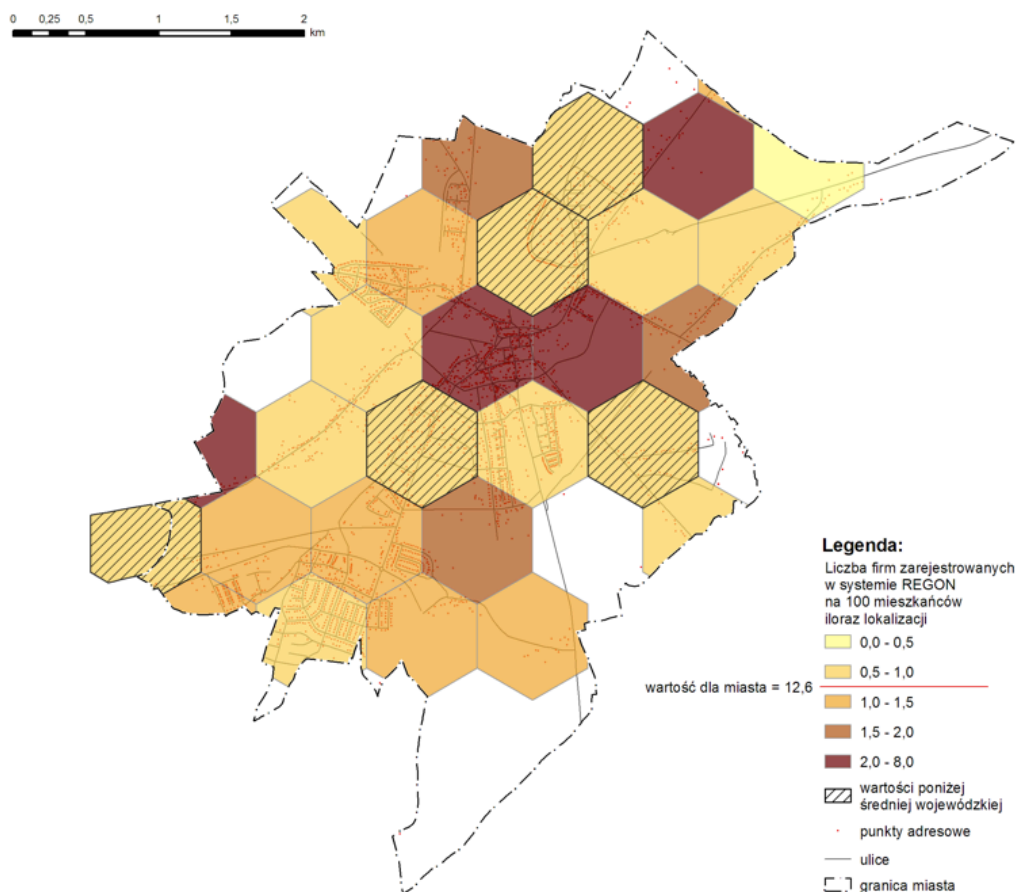 0 0,25 0,5 1 1,5 2
km
Legenda:
Liczba firm zarejestrowanych
w systemie REGON
na 100 mieszkańców
iloraz lokalizacji
0,0 - 0,5
0,5 - 1,0
wartość dla miasta = 12,6
1,0 - 1,5
1,5 - 2,0
2,0 - 8,0
wartości poniżej
średniej wojewódzkiej
punkty adresowe
ulice
granica miasta